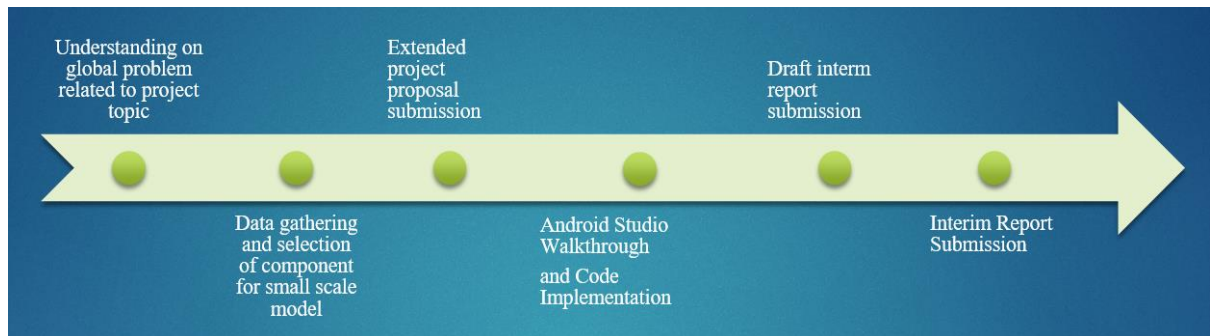 Understanding on
global problem
related to project
topic
Data gathering
and selection
of component
for small scale
model
Extended
project
proposal
submission
Android Studio
Walkthrough
and Code
Implementation
Draft interm
report
submission
Interim Report
Submission